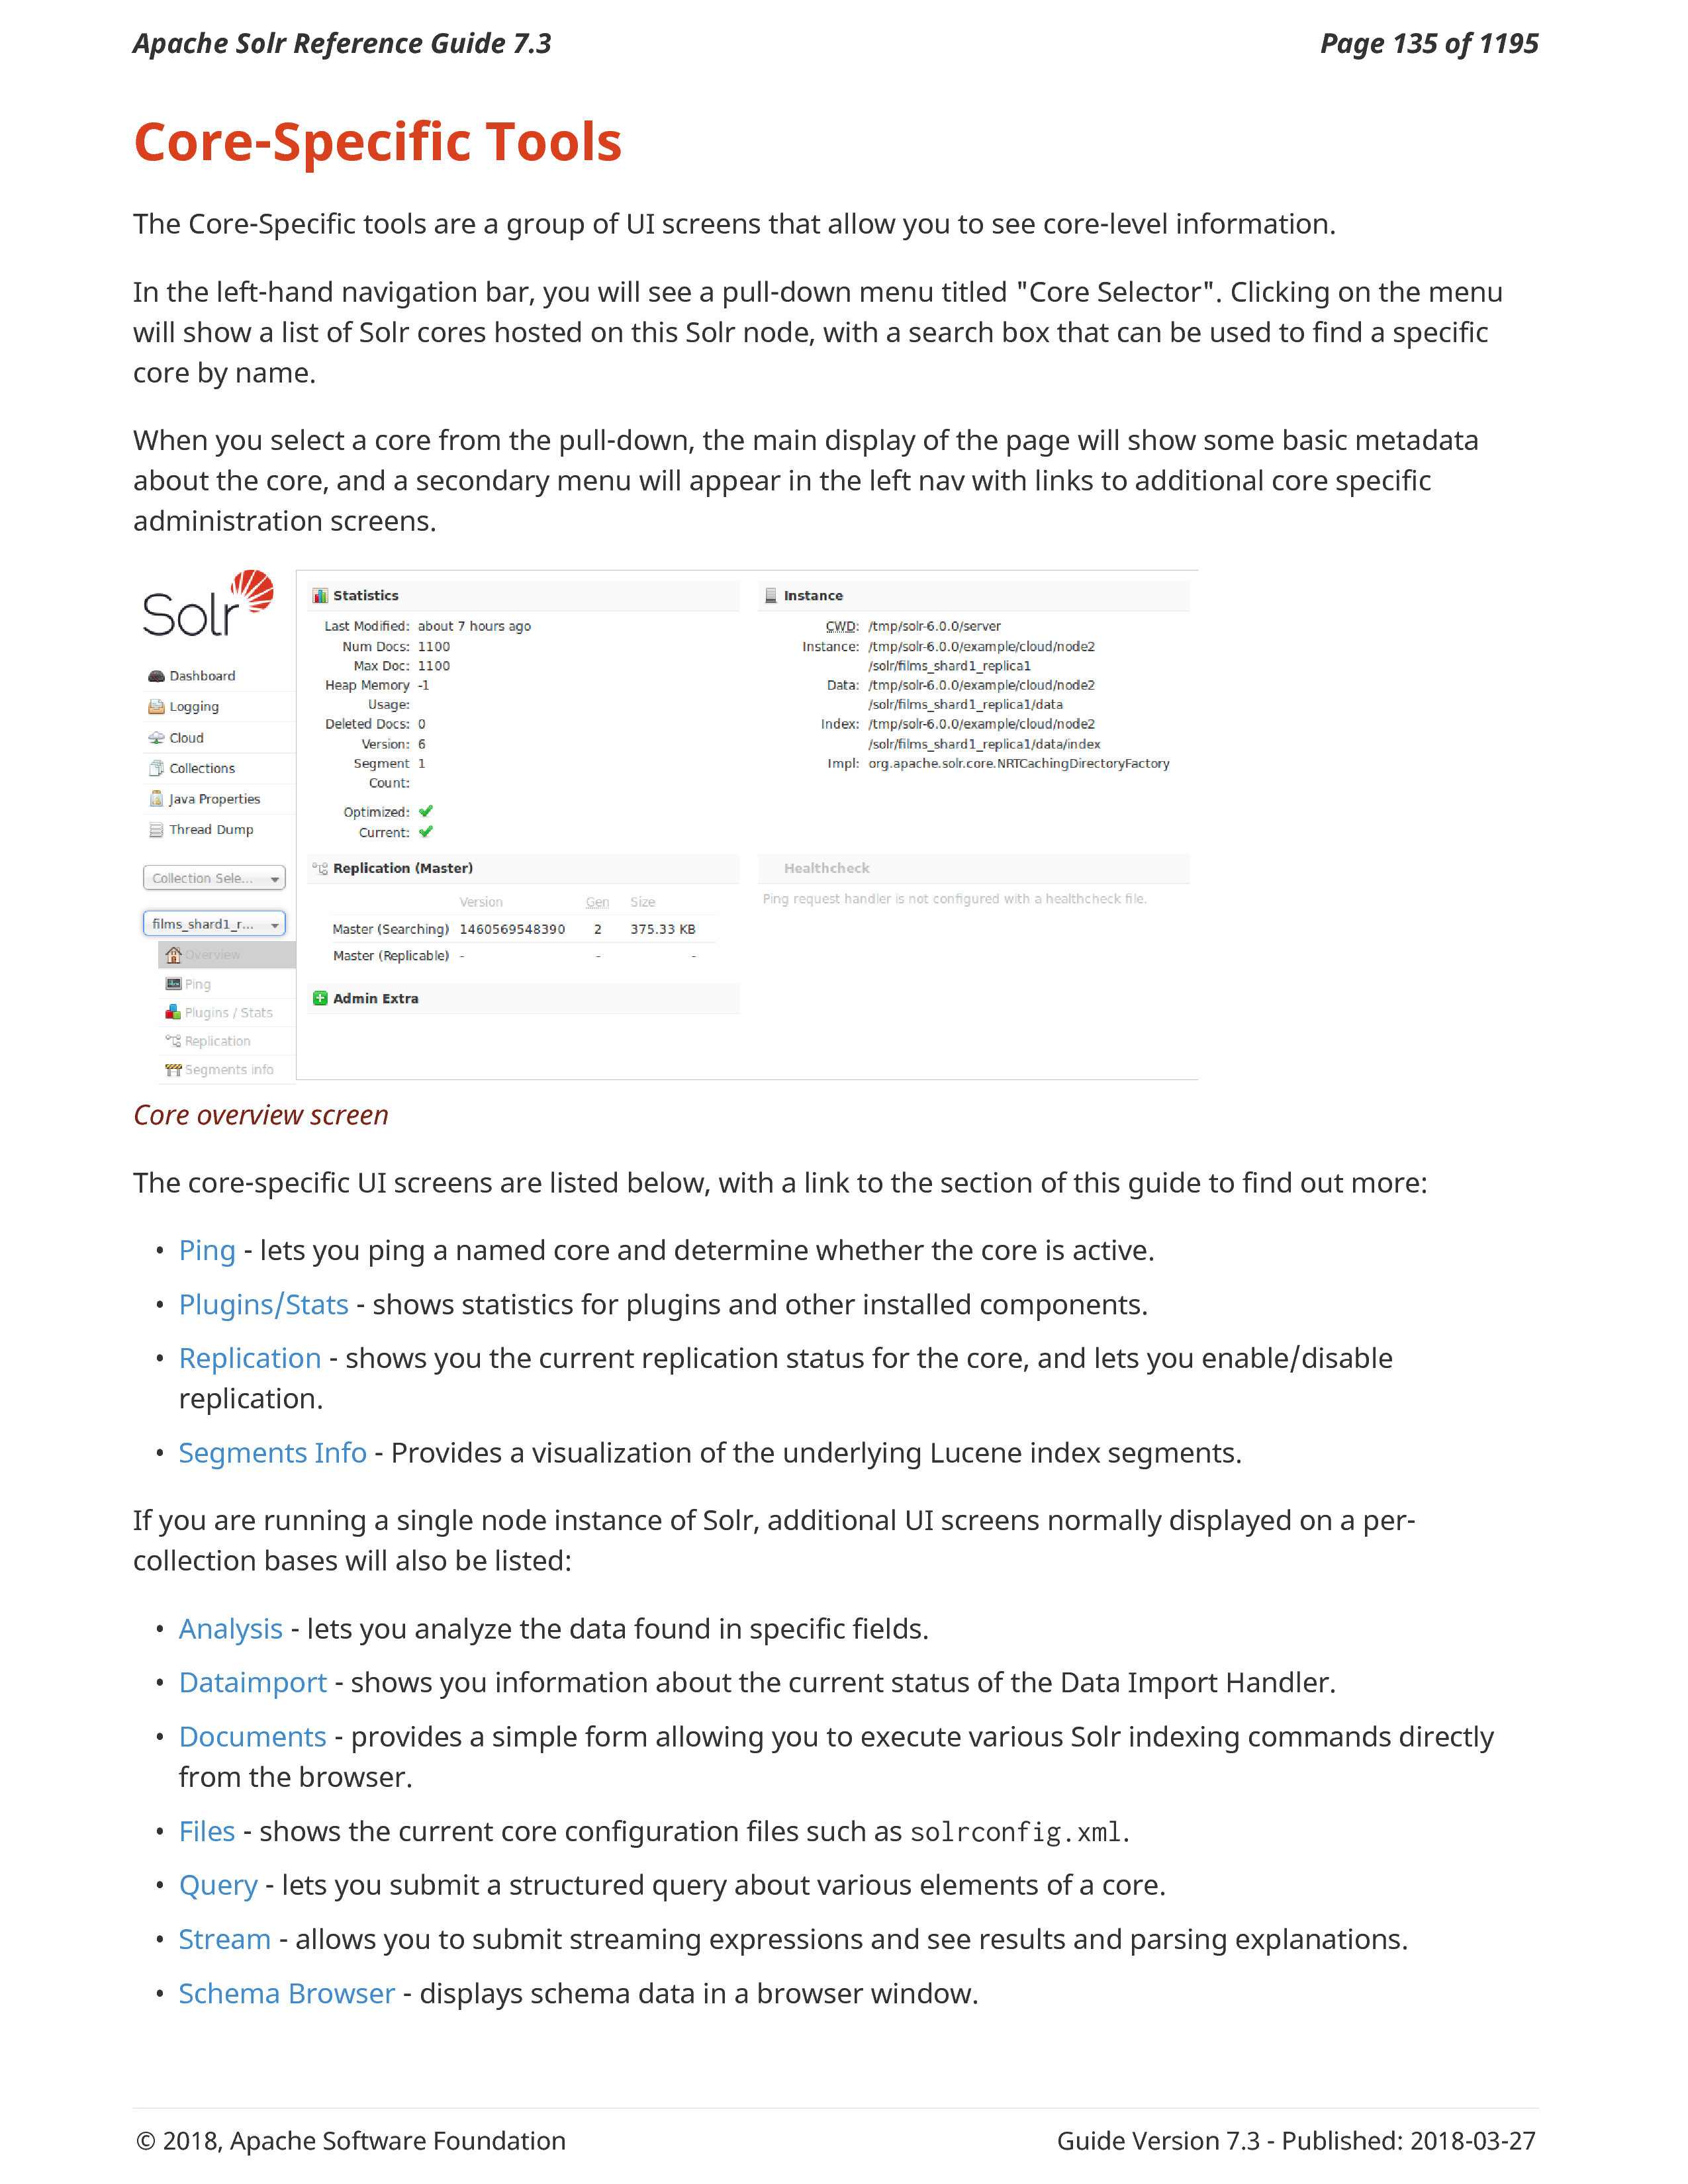 Apache Solr Reference Guide 7.3 Page 135 of 1195
Core-Specific Tools
The Core-Specific tools are a group of UI screens that allow you to see core-level information.
In the left-hand navigation bar, you will see a pull-down menu titled "Core Selector". Clicking on the menu
will show a list of Solr cores hosted on this Solr node, with a search box that can be used to find a specific
core by name.
When you select a core from the pull-down, the main display of the page will show some basic metadata
about the core, and a secondary menu will appear in the left nav with links to additional core specific
administration screens.
Solr
Dashboard
Logging
Cloud
Collections
Java Properties
Thread Dump
Collection Sele...
films_shard1_r...
Overview
Ping
Plugins / Stats
Replication
Segments info
Statistics
Last Modified: about 7 hours ago
Num Docs: 1100
Max Doc: 1100
Heap Memory -1
Usage:
Deleted Docs: 0
Version: 6
Segment 1
Count:
Optimized:
Current:
Instance
CWD: /tmp/solr-6.0.0/server
Instance: /tmp/solr-6.0.0/example/cloud/node2
/solr/films_shard1_replica1
Data: /tmp/solr-6.0.0/example/cloud/node2
/solr/films_shard1_replica1/data
Index: /tmp/solr-6.0.0/example/cloud/node2
/solr/films_shard1_replica1/data/index
Impl: org.apache.solr.core.NRTCachingDirectoryFactory
Replication (Master)
Version Gen Size
Master (Searching) 1460569548390 2 375.33 KB
Master (Replicable) - - -
Healthcheck
Ping request handler is not configured with a healthcheck file.
Admin Extra
Core overview screen
The core-specific UI screens are listed below, with a link to the section of this guide to find out more:
• Ping - lets you ping a named core and determine whether the core is active.
• Plugins/Stats - shows statistics for plugins and other installed components.
• Replication - shows you the current replication status for the core, and lets you enable/disable
replication.
• Segments Info - Provides a visualization of the underlying Lucene index segments.
If you are running a single node instance of Solr, additional UI screens normally displayed on a per-
collection bases will also be listed:
• Analysis - lets you analyze the data found in specific fields.
• Dataimport - shows you information about the current status of the Data Import Handler.
• Documents - provides a simple form allowing you to execute various Solr indexing commands directly
from the browser.
• Files - shows the current core configuration files such as solrconfig.xml.
• Query - lets you submit a structured query about various elements of a core.
• Stream - allows you to submit streaming expressions and see results and parsing explanations.
• Schema Browser - displays schema data in a browser window.
© 2018, Apache Software Foundation Guide Version 7.3 - Published: 2018-03-27